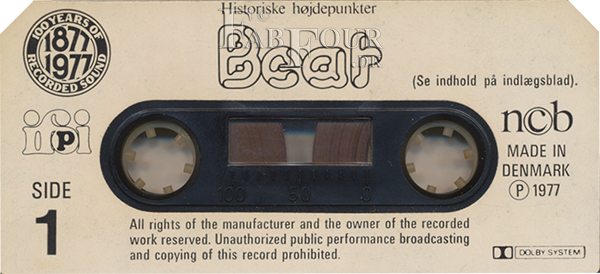 Historiske højdepunkter
FabFour
.DK
Beat
100 YEARS OF
1877
1977
RECORDED SOUND
(Se indhold på indlægsblad).
ifpi
ncb
MADE IN
DENMARK
Ⓟ 1977
100 50 0
SIDE
1
All rights of the manufacturer and the owner of the recorded
work reserved. Unauthorized public performance broadcasting
and copying of this record prohibited.
DOLBY SYSTEM